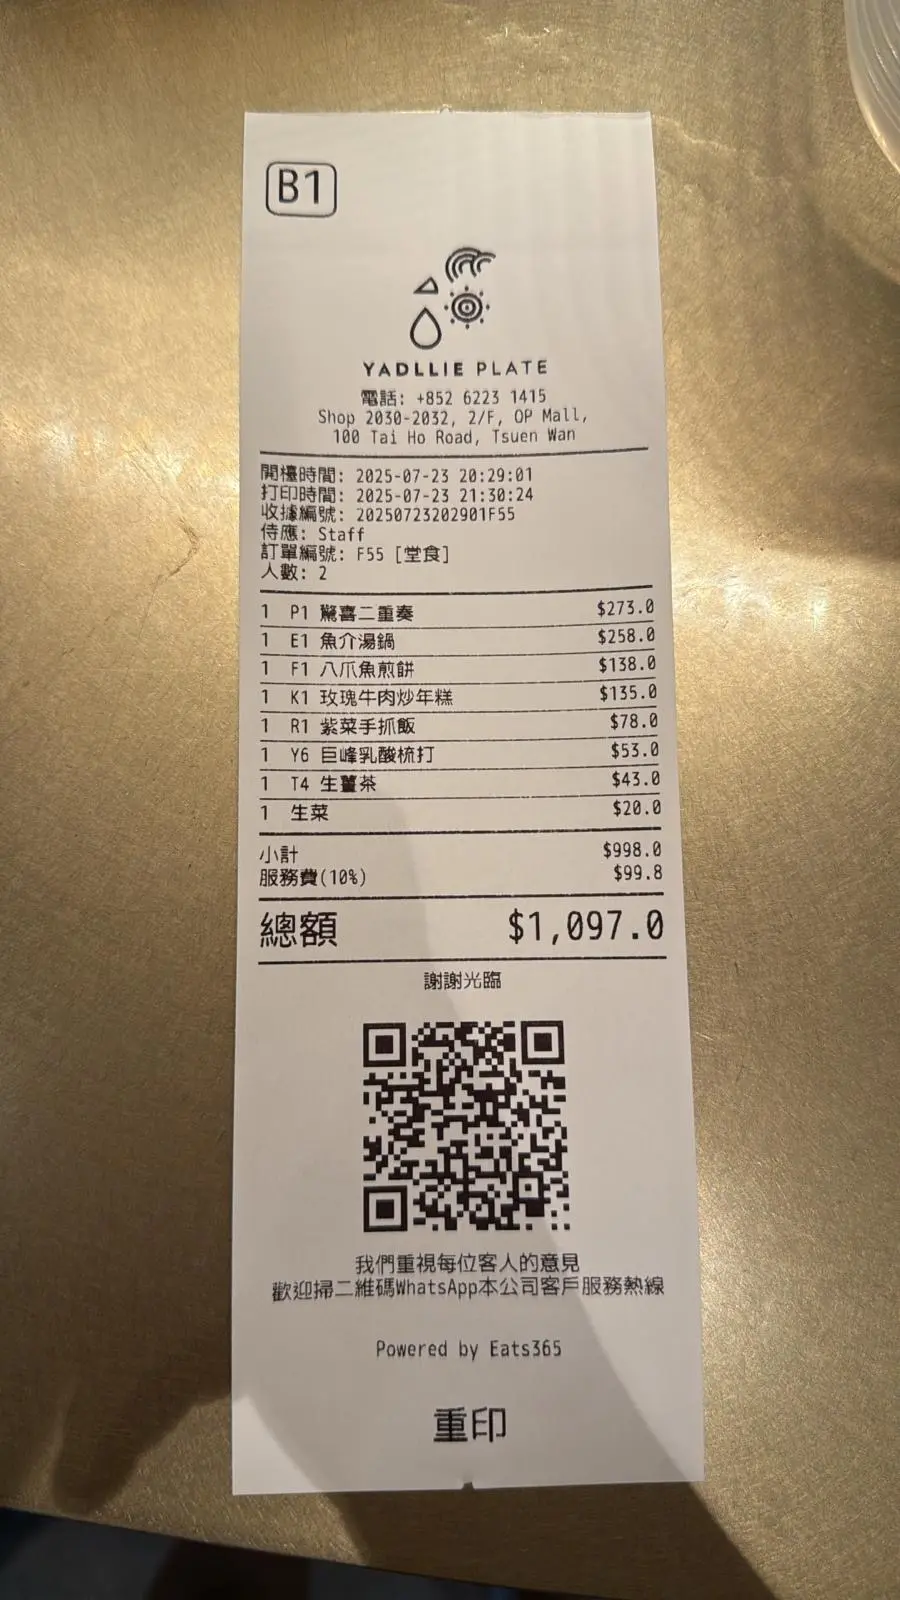 B1
YADLLIE PLATE
電話: +852 6223 1415
Shop 2030-2032, 2/F, OP Mall,
100 Tai Ho Road, Tsuen Wan
開檯時間: 2025-07-23 20:29:01
打印時間: 2025-07-23 21:30:24
收據編號: 20250723202901F55
侍應: Staff
訂單編號: F55 [堂食]
人數: 2
1 P1 驚喜二重奏 $273.0
1 E1 魚介湯鍋 $258.0
1 F1 八爪魚煎餅 $138.0
1 K1 玫瑰牛肉炒年糕 $135.0
1 R1 紫菜手抓飯 $78.0
1 Y6 巨峰乳酸梳打 $53.0
1 T4 生薑茶 $43.0
1 生菜 $20.0
小計 $998.0
服務費(10%) $99.8
總額 $1,097.0
謝謝光臨
我們重視每位客人的意見
歡迎掃二維碼WhatsApp本公司客戶服務熱線
Powered by Eats365
重印